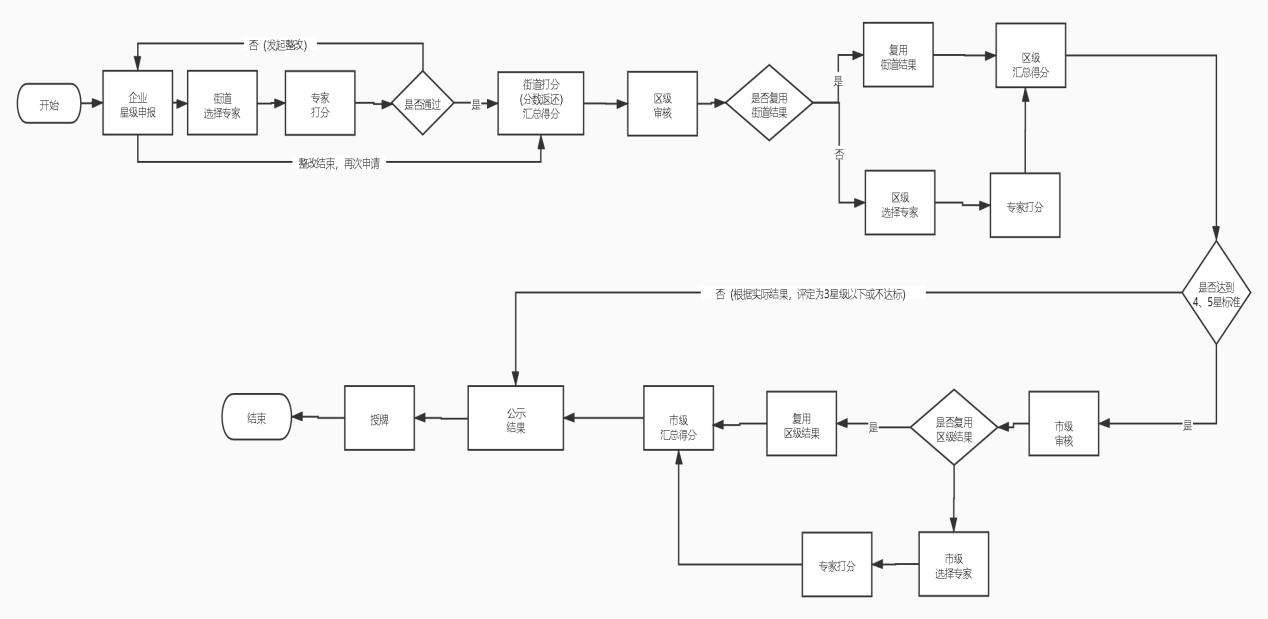 否（发起整改）
开始
企业
星级申报
街道
选择专家
专家
打分
是否通过
是
街道打分
(分数返还)
汇总得分
整改结束，再次申请
区级
审核
是否复用
街道结果
是
复用
街道结果
区级
汇总得分
否
区级
选择专家
专家打分
是否达到
4、5星标准
否（根据实际结果，评定为3星级以下或不达标）
是
市级
审核
是否复用
区级结果
是
复用
区级结果
市级
汇总得分
公示
结果
授牌
结束
市级
选择专家
专家打分